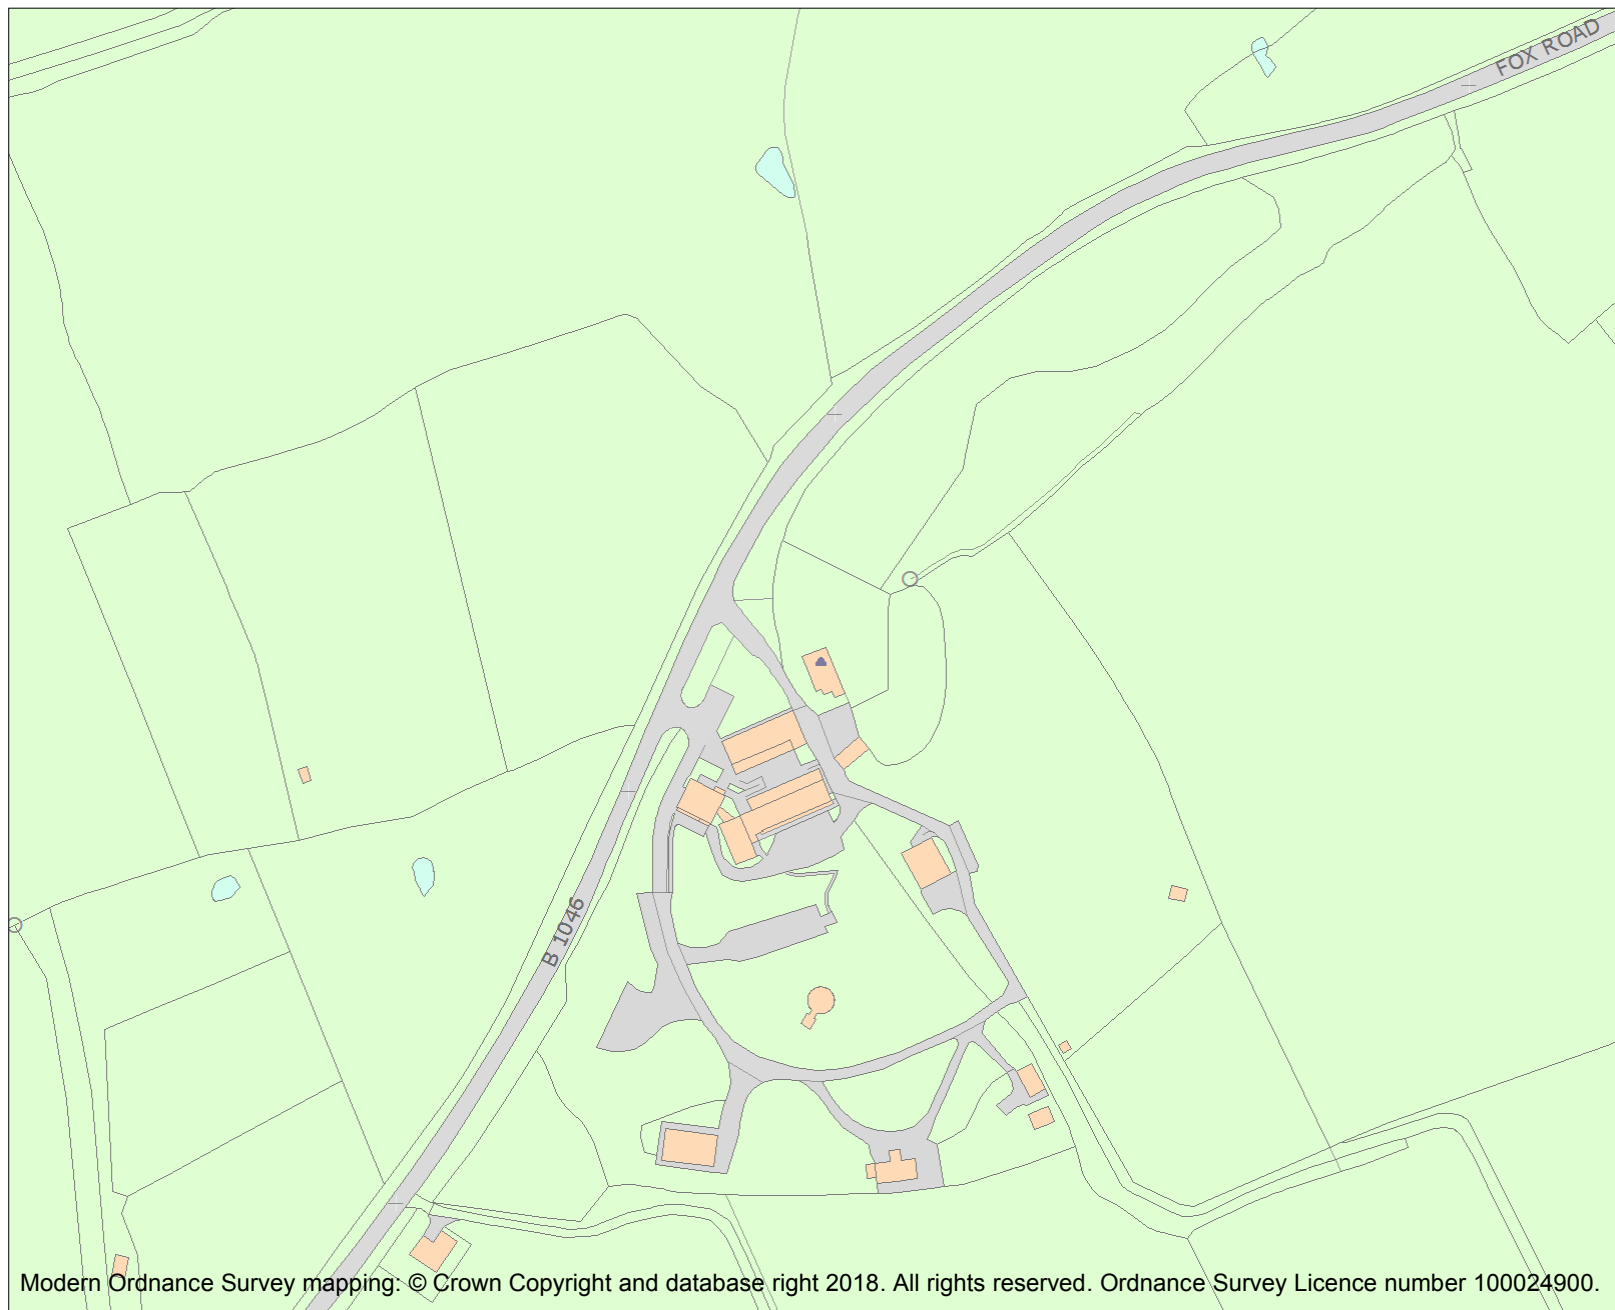 FOX ROAD
B 1046
Modern Ordnance Survey mapping: © Crown Copyright and database right 2018. All rights reserved. Ordnance Survey Licence number 100024900.